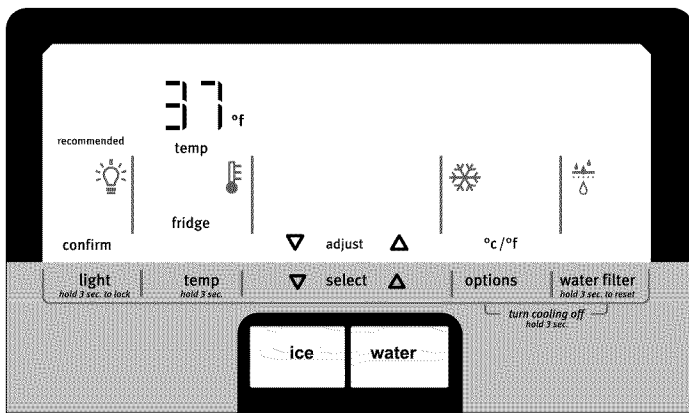 37 °f
recommended
temp
fridge
confirm
adjust
°c/°f
light
hold 3 sec. to lock
temp
hold 3 sec.
select
options
water filter
hold 3 sec. to reset
turn cooling off
hold 3 sec.
ice
water